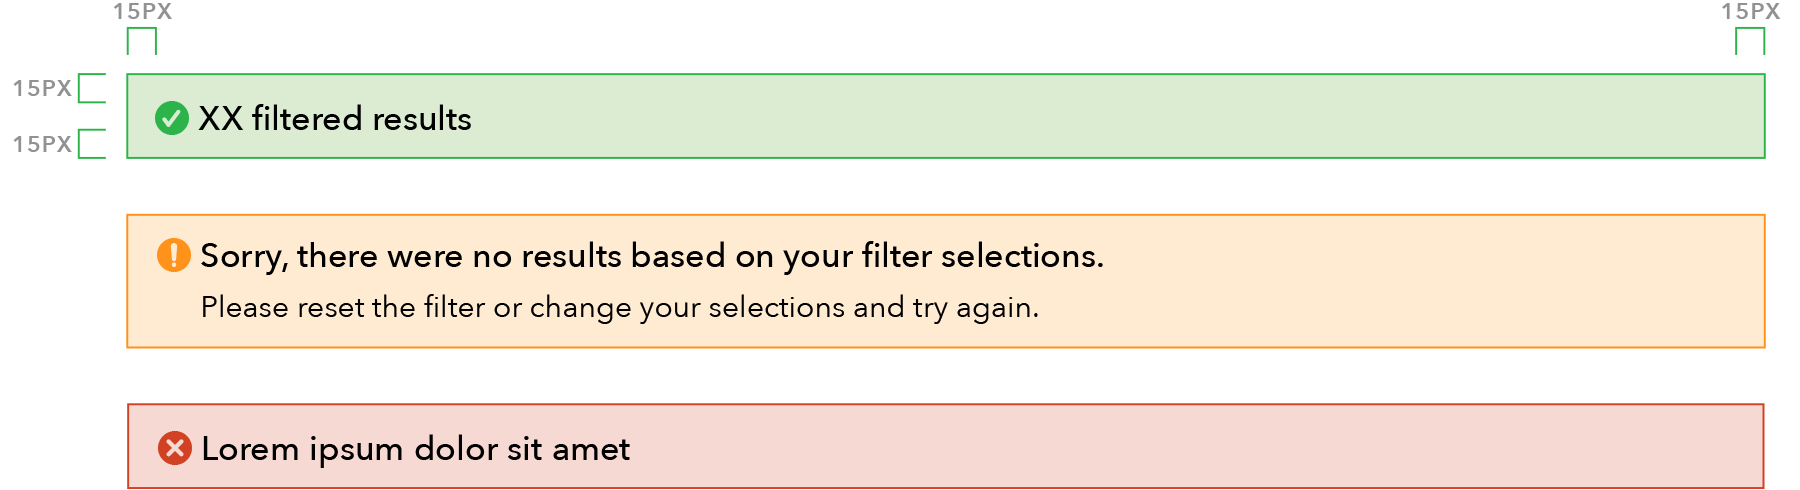 15PX
15PX
15PX
XX filtered results
15PX
Sorry, there were no results based on your filter selections.
Please reset the filter or change your selections and try again.
Lorem ipsum dolor sit amet